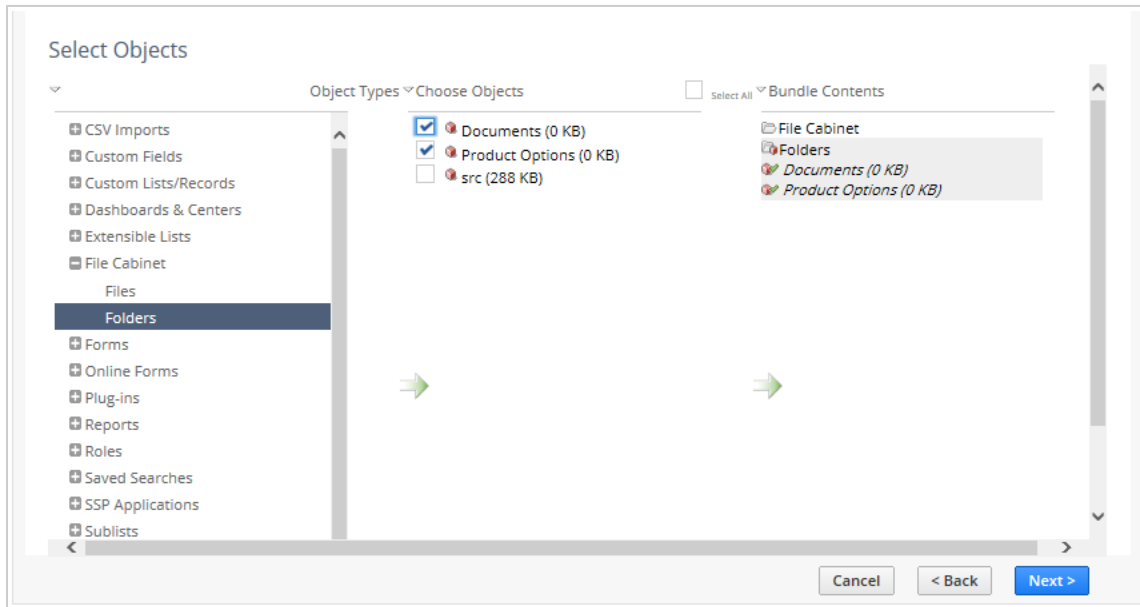 Select Objects
Object Types
Choose Objects
Select All
Bundle Contents
CSV Imports
Custom Fields
Custom Lists/Records
Dashboards & Centers
Extensible Lists
File Cabinet
Files
Folders
Forms
Online Forms
Plug-ins
Reports
Roles
Saved Searches
SSP Applications
Sublists
Documents (0 KB)
Product Options (0 KB)
src (288 KB)
File Cabinet
Folders
Documents (0 KB)
Product Options (0 KB)
Cancel
< Back
Next >